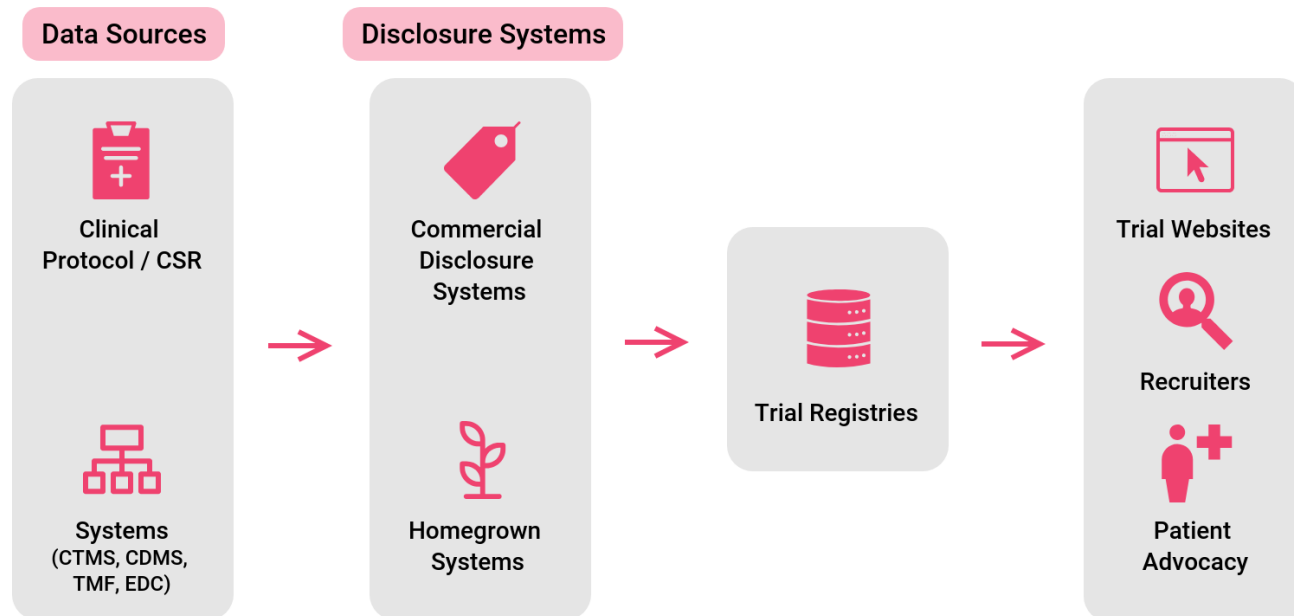 Data Sources
Disclosure Systems
Clinical
Protocol / CSR
Systems
(CTMS, CDMS,
TMF, EDC)
Commercial
Disclosure
Systems
Homegrown
Systems
Trial Registries
Trial Websites
Recruiters
Patient
Advocacy